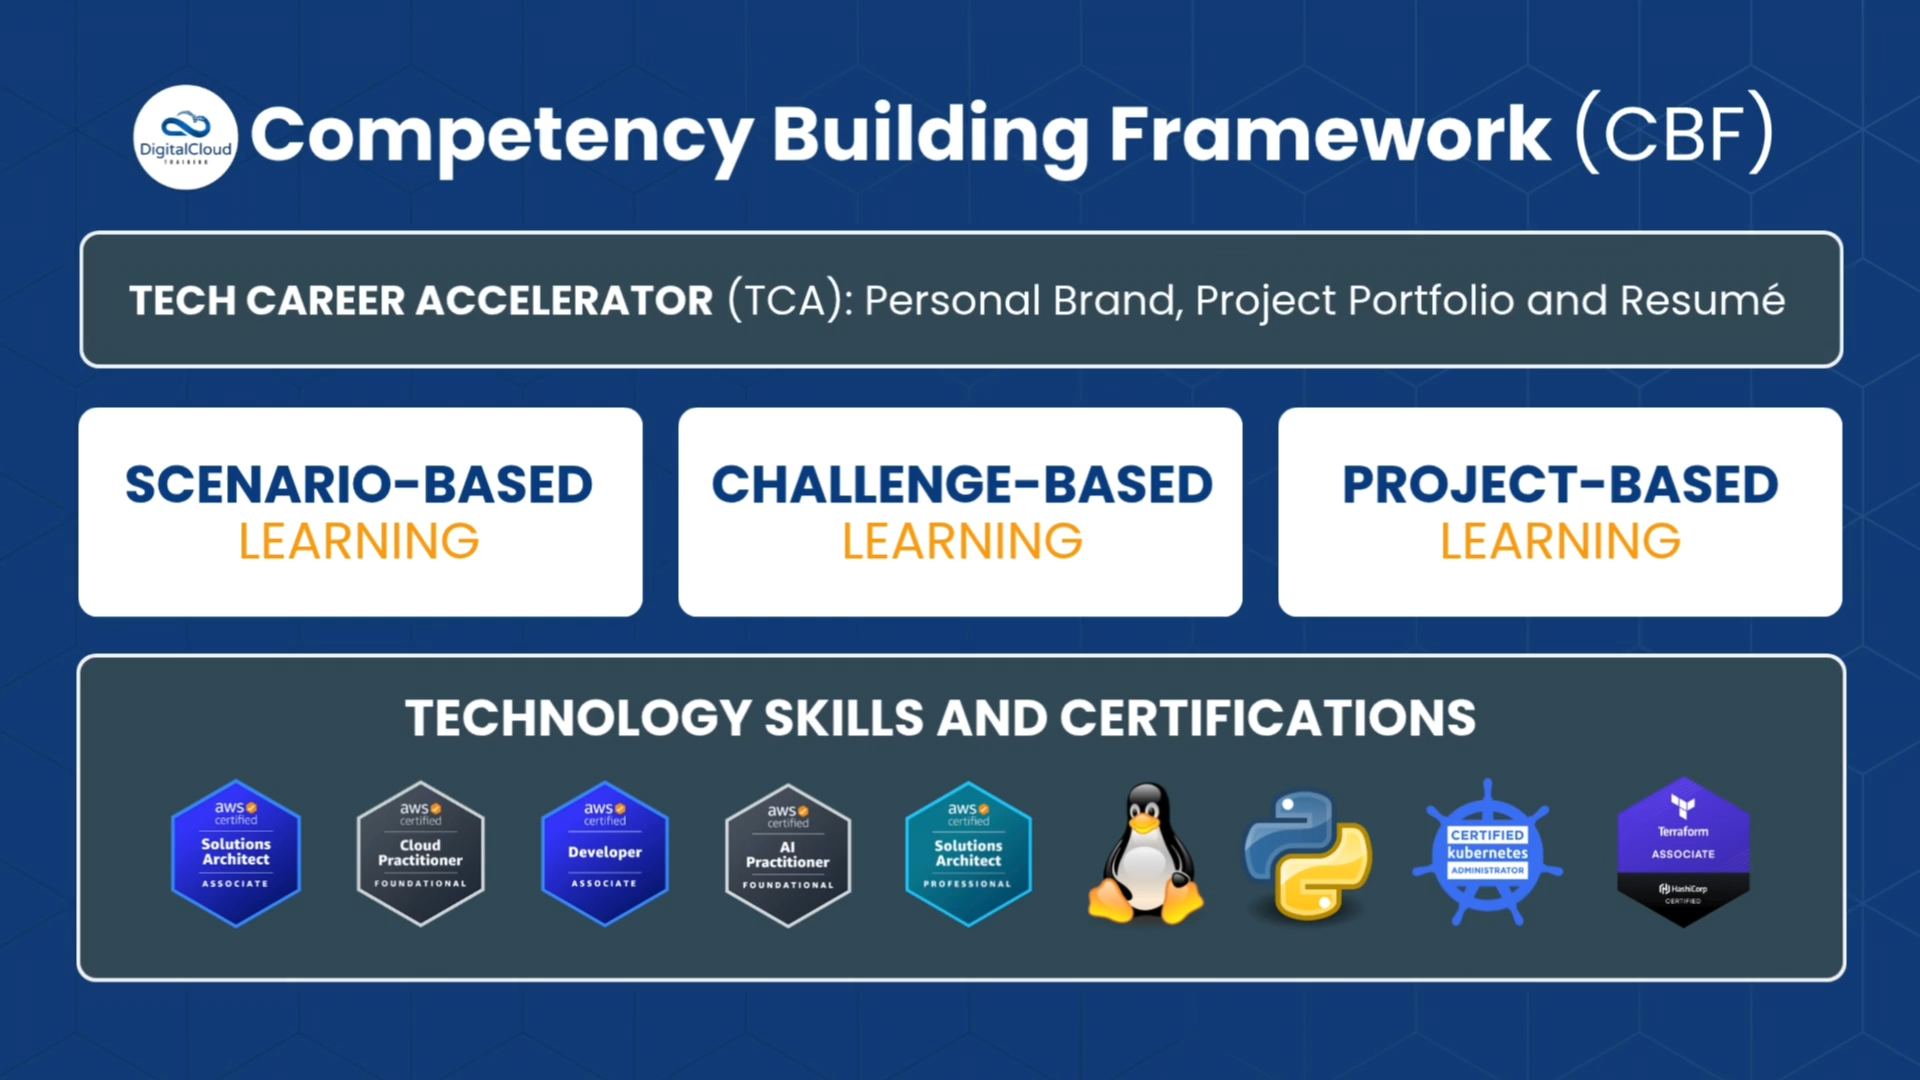 DigitalCloud
TRAINING
Competency Building Framework (CBF)
TECH CAREER ACCELERATOR (TCA): Personal Brand, Project Portfolio and Resumé
SCENARIO-BASED
LEARNING
CHALLENGE-BASED
LEARNING
PROJECT-BASED
LEARNING
TECHNOLOGY SKILLS AND CERTIFICATIONS
aws
certified
Solutions
Architect
ASSOCIATE
aws
certified
Cloud
Practitioner
FOUNDATIONAL
aws
certified
Developer
ASSOCIATE
aws
certified
AI
Practitioner
FOUNDATIONAL
aws
certified
Solutions
Architect
PROFESSIONAL
CERTIFIED
kubernetes
ADMINISTRATOR
Terraform
ASSOCIATE
HashiCorp
CERTIFIED